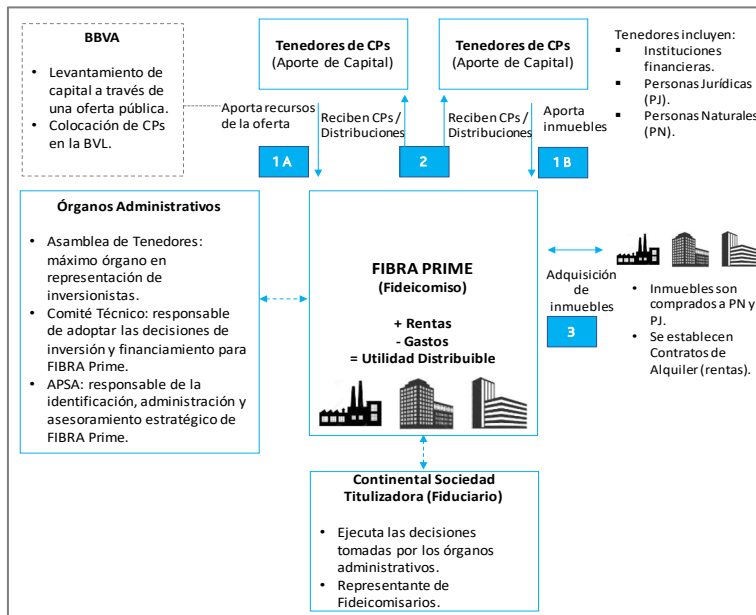 BBVA
• Levantamiento de
capital a través de
una oferta pública.
• Colocación de CPs
en la BVL.
Tenedores de CPs
(Aporte de Capital)
Tenedores de CPs
(Aporte de Capital)
Tenedores incluyen:
▪ Instituciones
financieras.
▪ Personas Jurídicas
(PJ).
▪ Personas Naturales
(PN).
Aporta recursos
de la oferta
Reciben CPs /
Distribuciones
Reciben CPs /
Distribuciones
Aporta
inmuebles
1 A
2
1 B
Órganos Administrativos
• Asamblea de Tenedores:
máximo órgano en
representación de
inversionistas.
• Comité Técnico: responsable
de adoptar las decisiones de
inversión y financiamiento para
FIBRA Prime.
• APSA: responsable de la
identificación, administración y
asesoramiento estratégico de
FIBRA Prime.
FIBRA PRIME
(Fideicomiso)
+ Rentas
- Gastos
= Utilidad Distribuible
Adquisición
de
inmuebles
3
• Inmuebles son
comprados a PN y
PJ.
• Se establecen
Contratos de
Alquiler (rentas).
Continental Sociedad
Titulizadora (Fiduciario)
• Ejecuta las decisiones
tomadas por los órganos
administrativos.
• Representante de
Fideicomisarios.